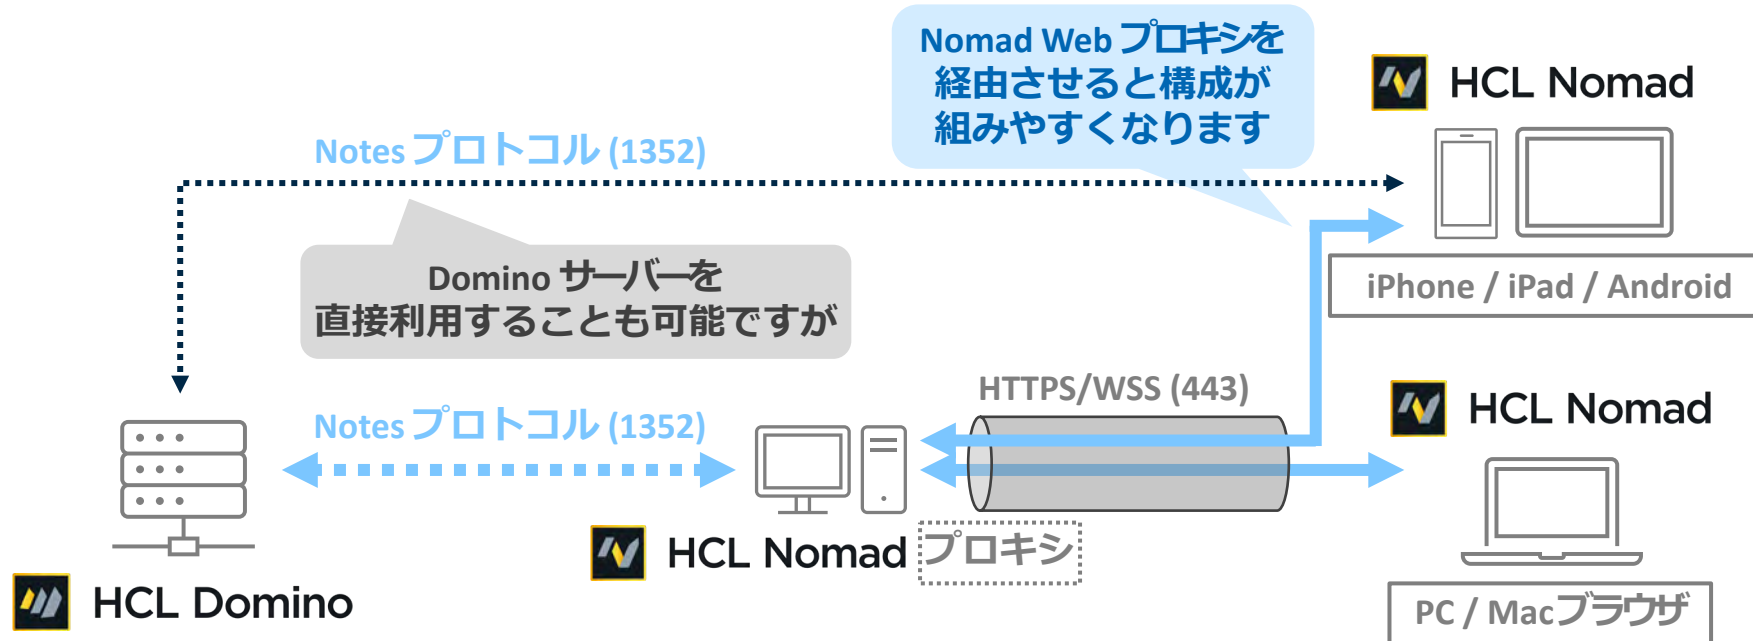 Nomad Web プロキシを
経由させると構成が
組みやすくなります
HCL Nomad
Notes プロトコル (1352)
Domino サーバーを
直接利用することも可能ですが
iPhone / iPad / Android
HTTPS/WSS (443)
Notes プロトコル (1352)
HCL Nomad
HCL Nomad プロキシ
HCL Domino
PC / Macブラウザ